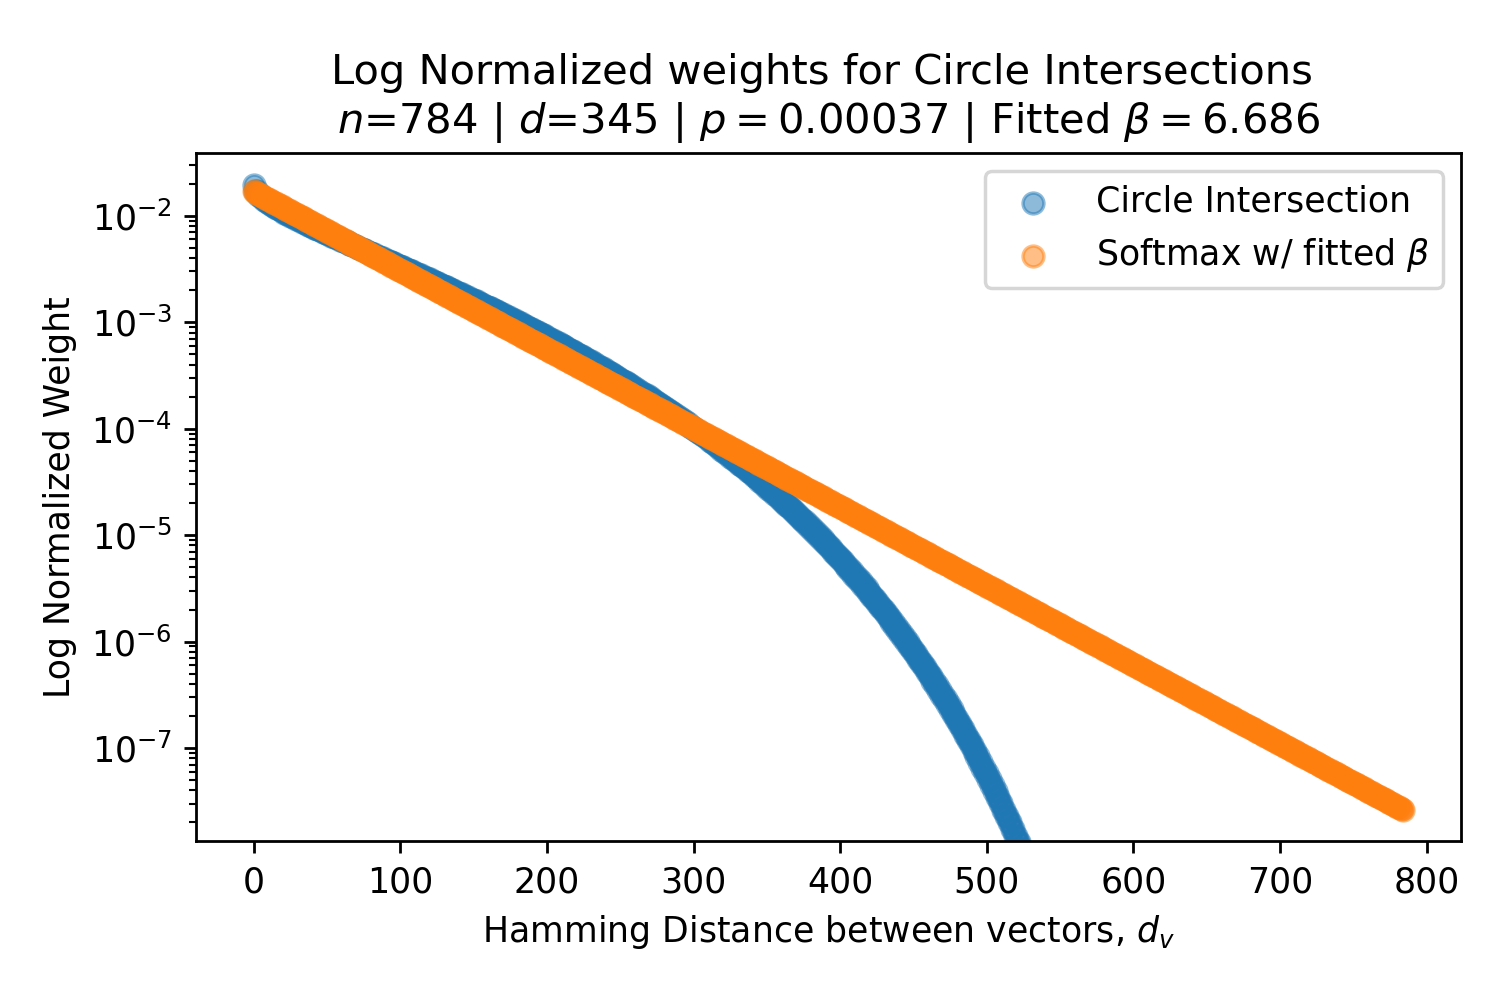 Log Normalized weights for Circle Intersections
n=784 | d=345 | p = 0.00037 | Fitted β = 6.686
Circle Intersection
Softmax w/ fitted β
Log Normalized Weight
10⁻²
10⁻³
10⁻⁴
10⁻⁵
10⁻⁶
10⁻⁷
0 100 200 300 400 500 600 700 800
Hamming Distance between vectors, dᵥ